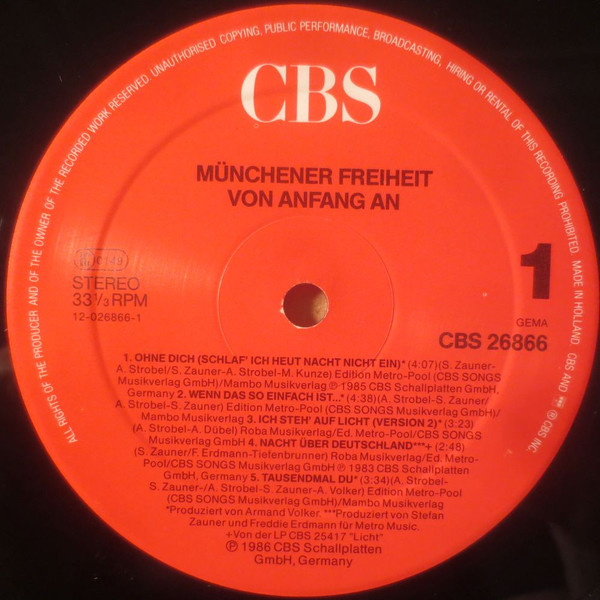 ALL RIGHTS OF THE PRODUCER AND OF THE OWNER OF THE RECORDED WORK RESERVED. UNAUTHORISED COPYING, PUBLIC PERFORMANCE, BROADCASTING, HIRING OR RENTAL OF THIS RECORDING PROHIBITED. MADE IN HOLLAND. CBS AND ® CBS INC.
CBS
MÜNCHENER FREIHEIT
VON ANFANG AN
0149
STEREO
33⅓ RPM
12-026866-1
1
GEMA
CBS 26866
1. OHNE DICH (SCHLAF' ICH HEUT NACHT NICHT EIN)* (4:07)(S. Zauner-
A. Strobel/S. Zauner-A. Strobel-M. Kunze) Edition Metro-Pool (CBS SONGS
Musikverlag GmbH)/Mambo Musikverlag ℗ 1985 CBS Schallplatten GmbH,
Germany 2. WENN DAS SO EINFACH IST...* (4:38)(A. Strobel-S. Zauner/
A. Strobel-S. Zauner) Edition Metro-Pool (CBS SONGS Musikverlag GmbH)/
Mambo Musikverlag 3. ICH STEH' AUF LICHT (VERSION 2)* (3:23)
(A. Strobel-A. Dübel) Roba Musikverlag/Ed. Metro-Pool/CBS SONGS
Musikverlag GmbH 4. NACHT ÜBER DEUTSCHLAND***+ (2:48)
(S. Zauner/F. Erdmann-Tiefenbrunner) Roba Musikverlag/Ed. Metro-
Pool/CBS SONGS Musikverlag GmbH ℗ 1983 CBS Schallplatten
GmbH, Germany 5. TAUSENDMAL DU* (3:34)(A. Strobel-
S. Zauner-/A. Strobel-S. Zauner-A. Volker) Edition Metro-Pool
(CBS SONGS Musikverlag GmbH)/Mambo Musikverlag
*Produziert von Armand Volker. ***Produziert von Stefan
Zauner und Freddie Erdmann für Metro Music.
+Von der LP CBS 25417 "Licht"
℗ 1986 CBS Schallplatten
GmbH, Germany